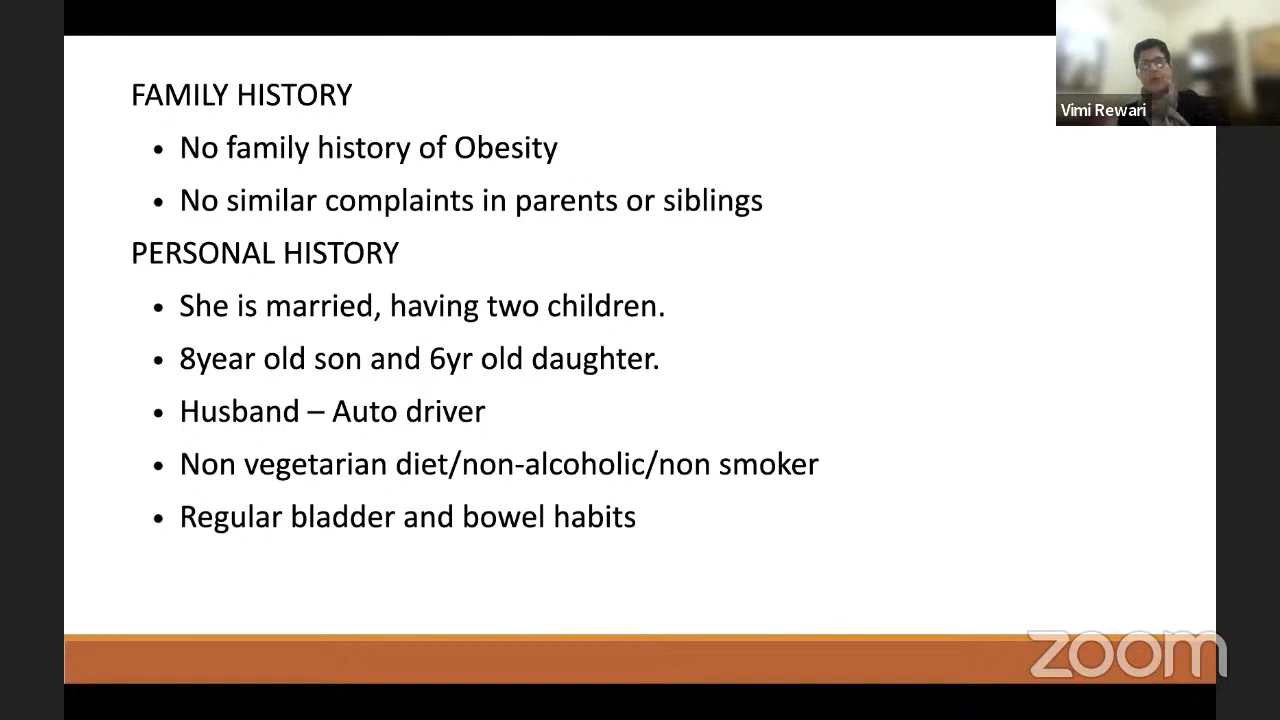 FAMILY HISTORY
• No family history of Obesity
• No similar complaints in parents or siblings
PERSONAL HISTORY
• She is married, having two children.
• 8year old son and 6yr old daughter.
• Husband – Auto driver
• Non vegetarian diet/non-alcoholic/non smoker
• Regular bladder and bowel habits
Vimi Rewari
zoom